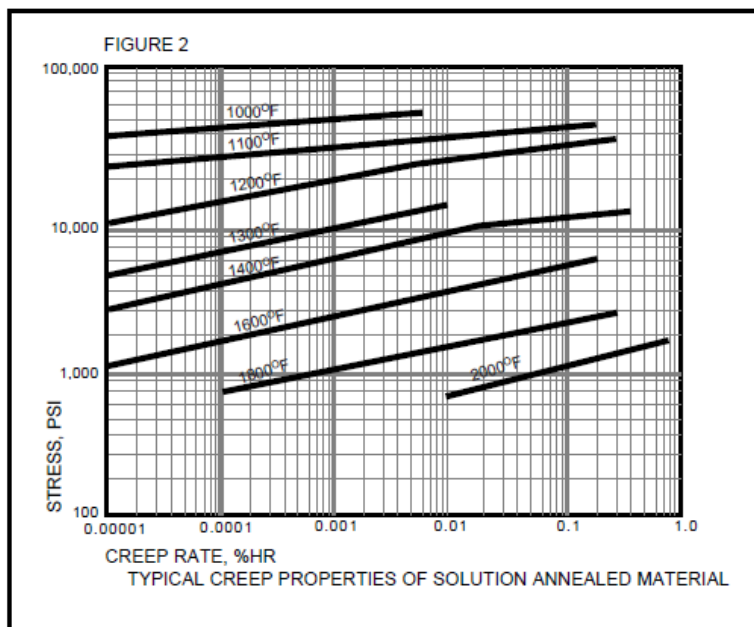 FIGURE 2
100,000
1000°F
1100°F
1200°F
10,000
1300°F
1400°F
1600°F
1,000
1800°F
2000°F
STRESS, PSI
100
0.00001 0.0001 0.001 0.01 0.1 1.0
CREEP RATE, %HR
TYPICAL CREEP PROPERTIES OF SOLUTION ANNEALED MATERIAL